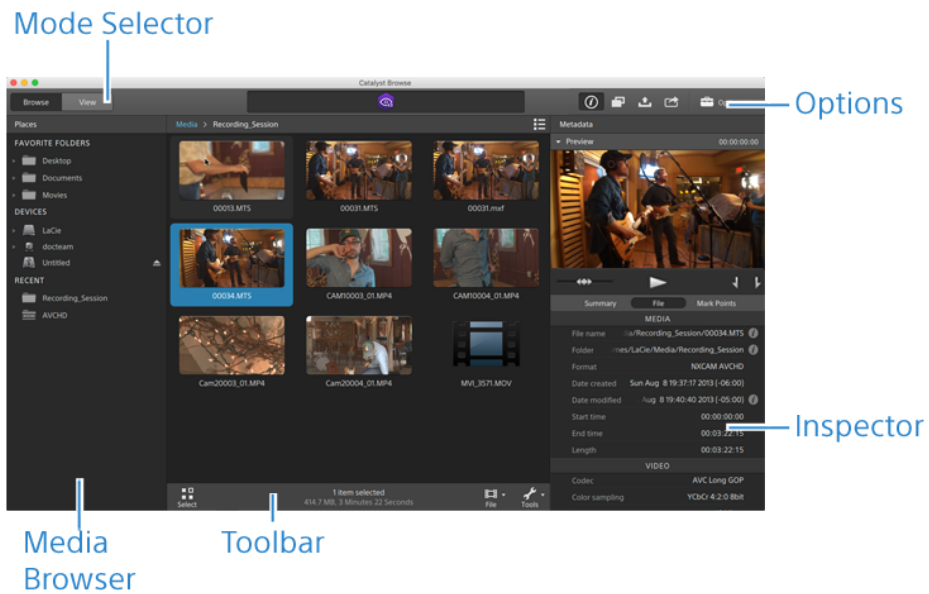 Mode Selector
Catalyst Browse
Browse View
Options
Places
Media > Recording_Session
Metadata
FAVORITE FOLDERS
Preview 00:00:00:00
Desktop
Documents
Movies
00013.MTS 00031.MTS 00031.mxf
DEVICES
LaCie
docteam
Untitled
RECENT
Recording_Session
AVCHD
00034.MTS CAM10003_01.MP4 CAM10004_01.MP4
Cam20003_01.MP4 Cam20004_01.MP4 MVI_3571.MOV
Summary File Mark Points
MEDIA
File name /Recording_Session/00034.MTS
Folder /LaCie/Media/Recording_Session
Format NXCAM AVCHD
Date created Sun Aug 8 19:37:17 2013 (-06:00)
Date modified Aug 8 19:40:40 2013 (-05:00)
Start time 00:00:00:00
End time 00:03:22:15
Length 00:03:22:15
Inspector
VIDEO
Codec AVC Long GOP
Color sampling YCbCr 4:2:0 8bit
Select
1 item selected
414.7 MB, 3 Minutes 22 Seconds
File Tools
Media
Browser
Toolbar